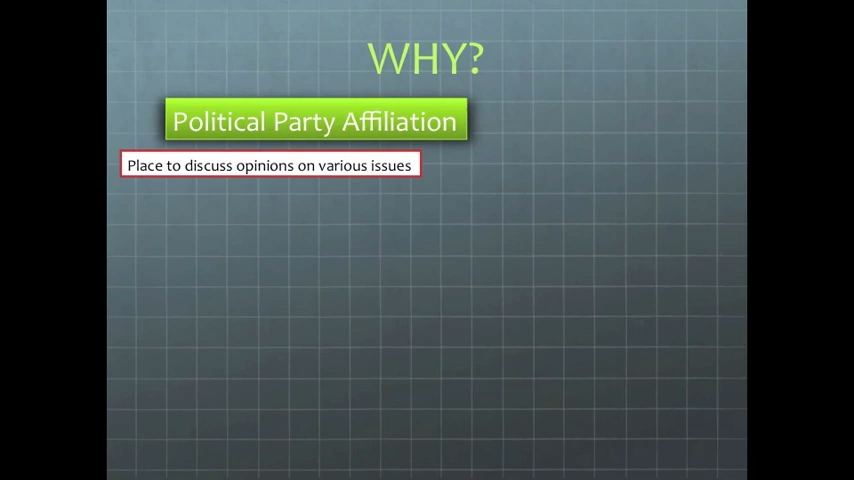 WHY?
Political Party Affiliation
Place to discuss opinions on various issues